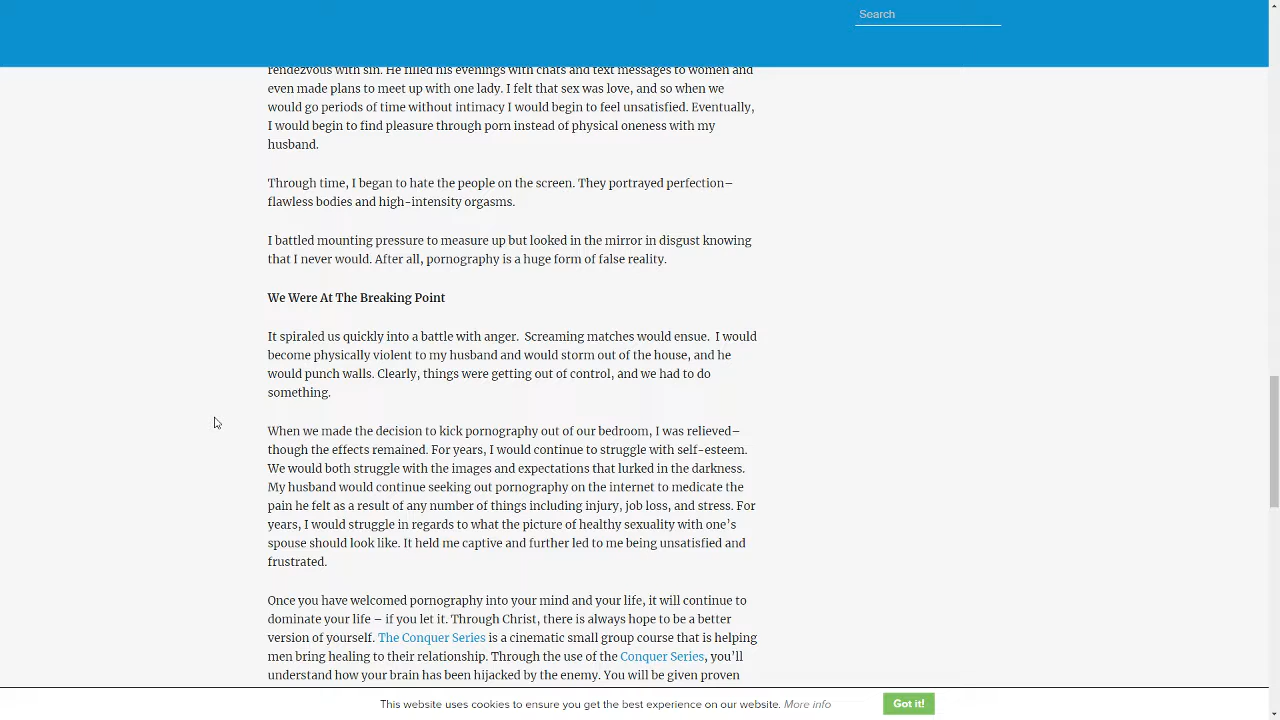 Search
rendezvous with sin. He filled his evenings with chats and text messages to women and
even made plans to meet up with one lady. I felt that sex was love, and so when we
would go periods of time without intimacy I would begin to feel unsatisfied. Eventually,
I would begin to find pleasure through porn instead of physical oneness with my
husband.
Through time, I began to hate the people on the screen. They portrayed perfection–
flawless bodies and high-intensity orgasms.
I battled mounting pressure to measure up but looked in the mirror in disgust knowing
that I never would. After all, pornography is a huge form of false reality.
We Were At The Breaking Point
It spiraled us quickly into a battle with anger.  Screaming matches would ensue.  I would
become physically violent to my husband and would storm out of the house, and he
would punch walls. Clearly, things were getting out of control, and we had to do
something.
When we made the decision to kick pornography out of our bedroom, I was relieved–
though the effects remained. For years, I would continue to struggle with self-esteem.
We would both struggle with the images and expectations that lurked in the darkness.
My husband would continue seeking out pornography on the internet to medicate the
pain he felt as a result of any number of things including injury, job loss, and stress. For
years, I would struggle in regards to what the picture of healthy sexuality with one’s
spouse should look like. It held me captive and further led to me being unsatisfied and
frustrated.
Once you have welcomed pornography into your mind and your life, it will continue to
dominate your life – if you let it. Through Christ, there is always hope to be a better
version of yourself. The Conquer Series is a cinematic small group course that is helping
men bring healing to their relationship. Through the use of the Conquer Series, you’ll
understand how your brain has been hijacked by the enemy. You will be given proven
This website uses cookies to ensure you get the best experience on our website. More info
Got it!